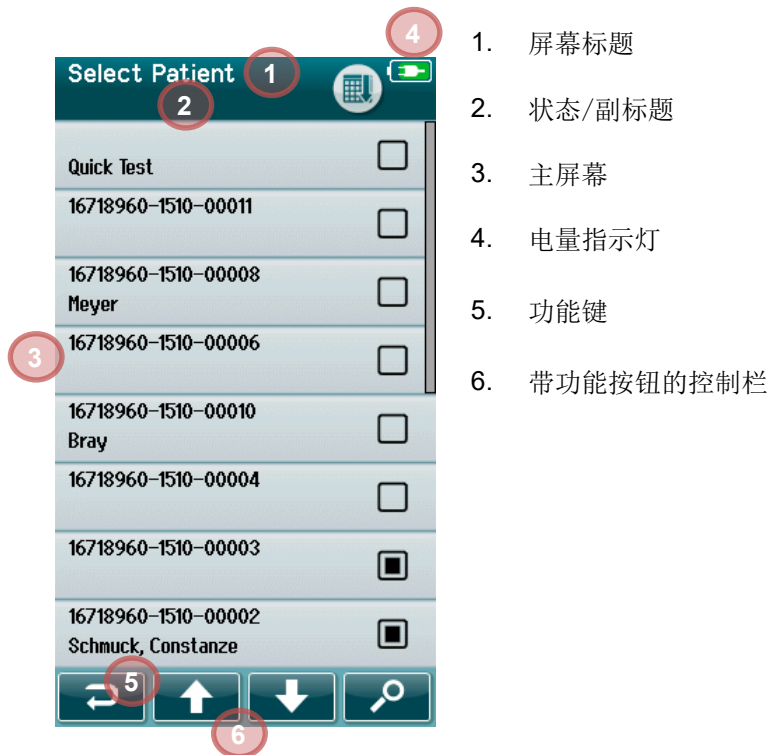 Select Patient
1
4
2
Quick Test
16718960-1510-00011
16718960-1510-00008
Meyer
3
16718960-1510-00006
16718960-1510-00010
Bray
16718960-1510-00004
16718960-1510-00003
16718960-1510-00002
Schmuck, Constanze
5
6
1. 屏幕标题
2. 状态/副标题
3. 主屏幕
4. 电量指示灯
5. 功能键
6. 带功能按钮的控制栏